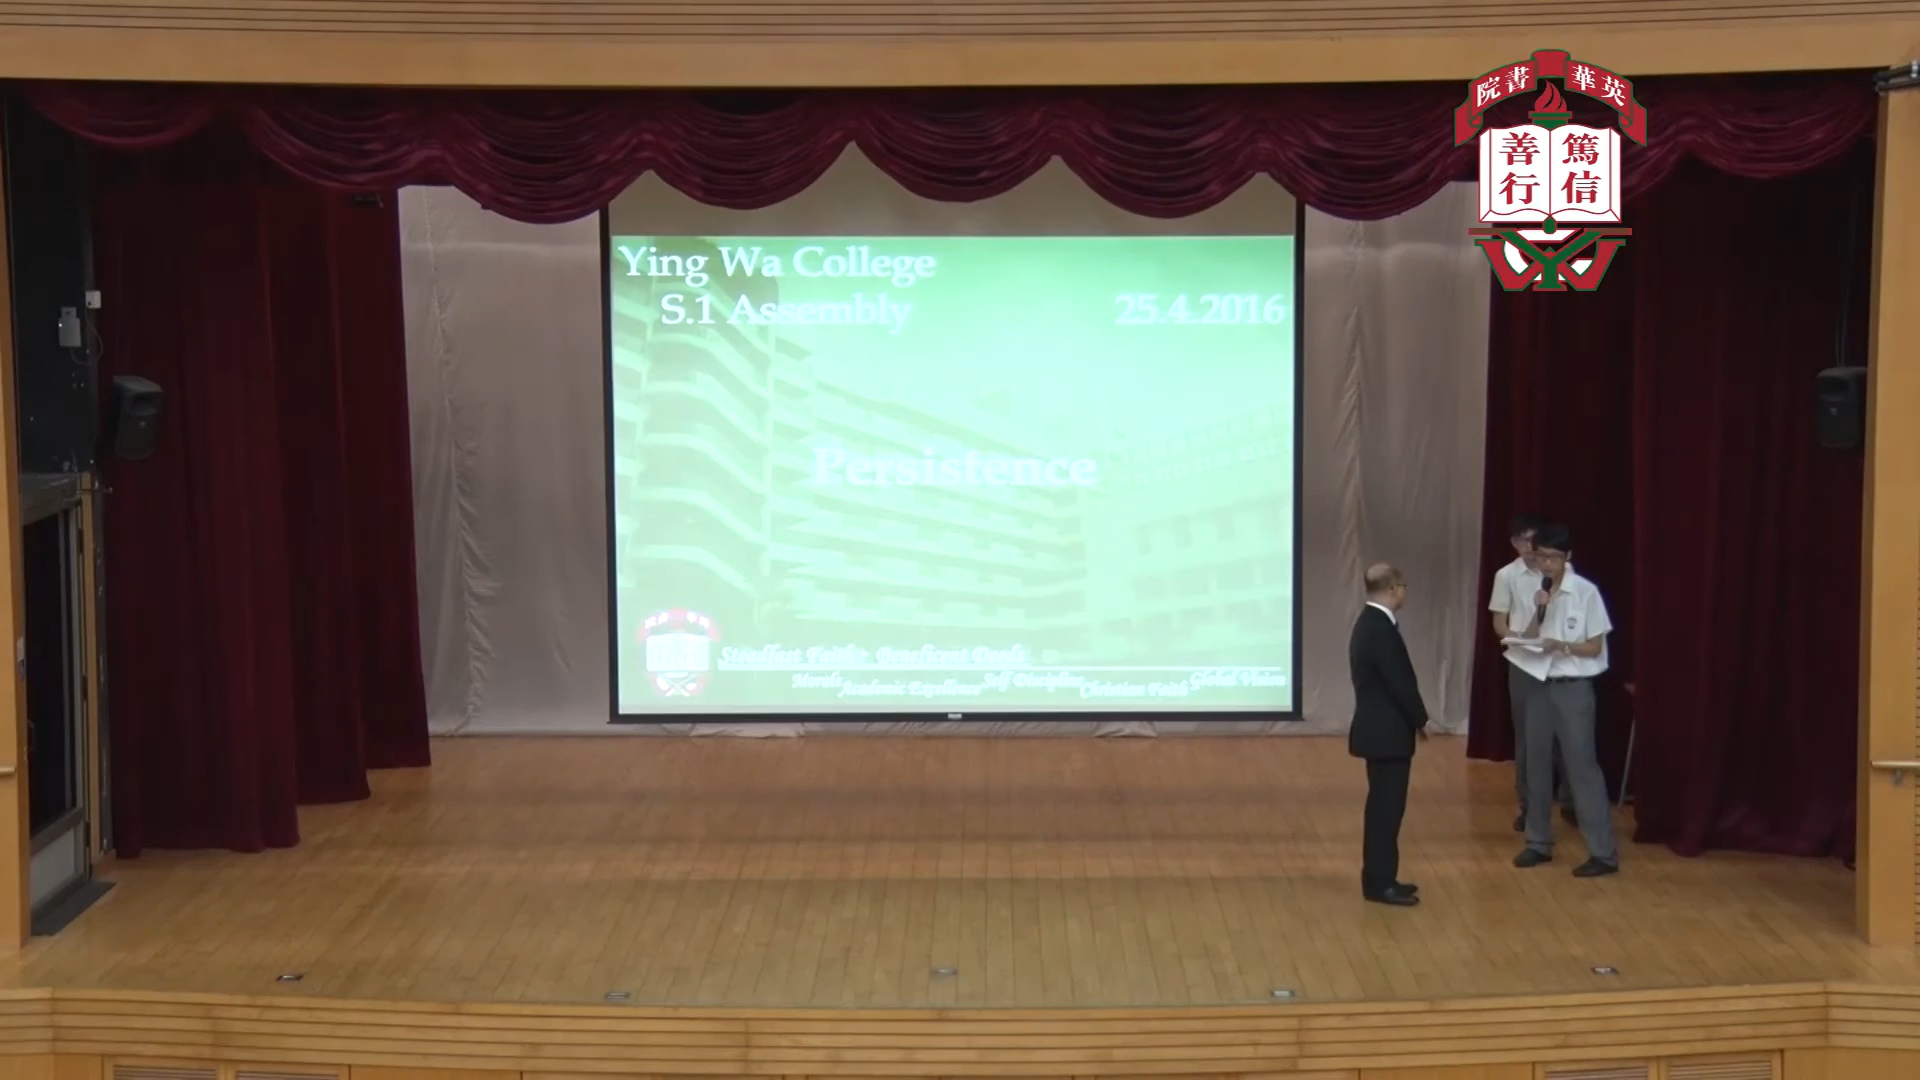 Ying Wa College
S.1 Assembly 25.4.2016
Persistence
Steadfast Faith Beneficent Deeds
Morals Academic Excellence Self Discipline Christian Faith Global Vision
院書 華英
善行 篤信